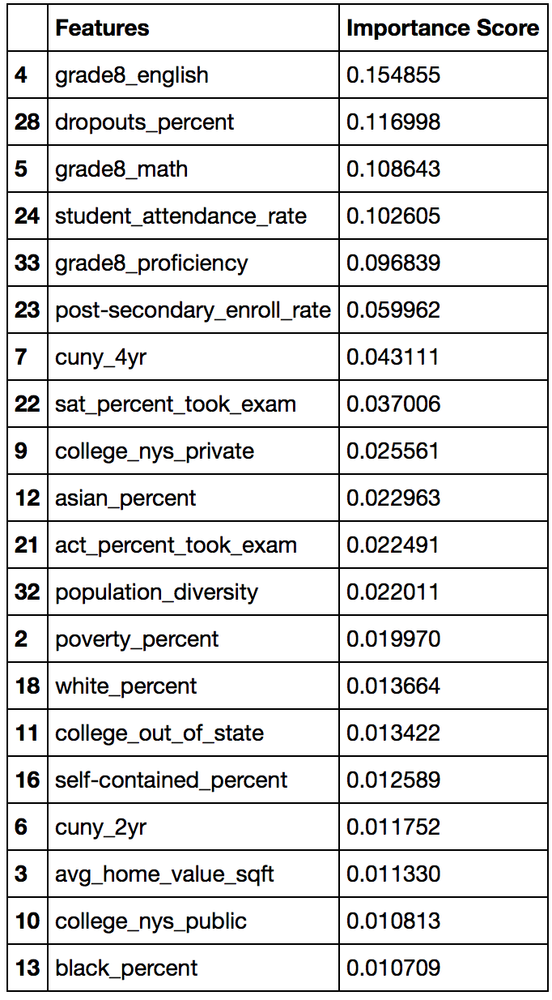 Features Importance Score
4 grade8_english 0.154855
28 dropouts_percent 0.116998
5 grade8_math 0.108643
24 student_attendance_rate 0.102605
33 grade8_proficiency 0.096839
23 post-secondary_enroll_rate 0.059962
7 cuny_4yr 0.043111
22 sat_percent_took_exam 0.037006
9 college_nys_private 0.025561
12 asian_percent 0.022963
21 act_percent_took_exam 0.022491
32 population_diversity 0.022011
2 poverty_percent 0.019970
18 white_percent 0.013664
11 college_out_of_state 0.013422
16 self-contained_percent 0.012589
6 cuny_2yr 0.011752
3 avg_home_value_sqft 0.011330
10 college_nys_public 0.010813
13 black_percent 0.010709